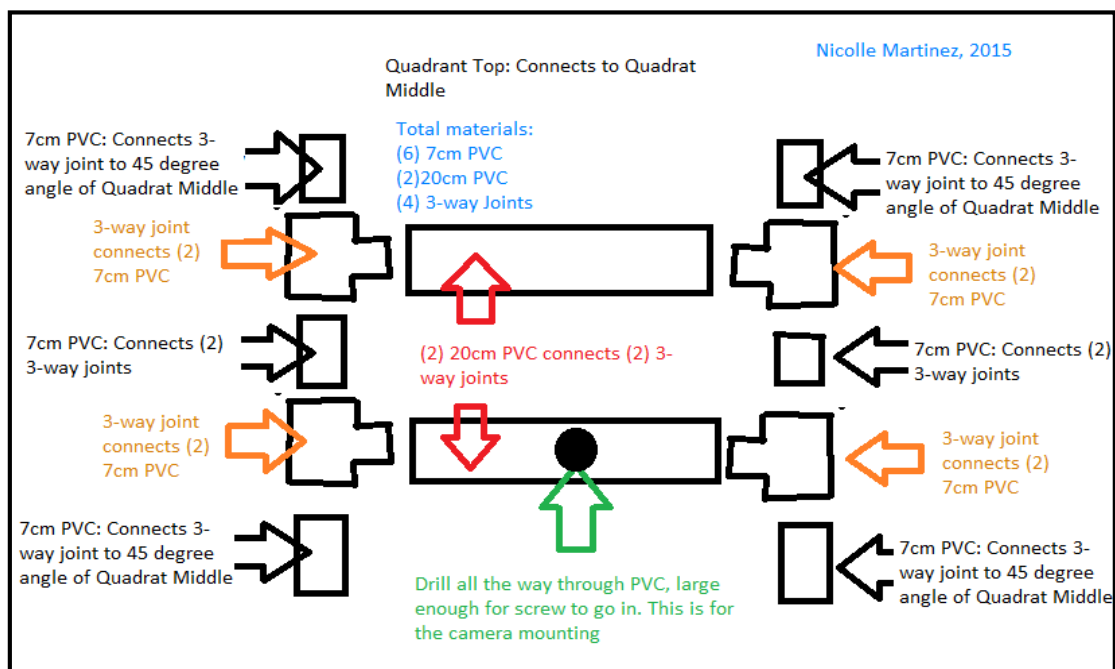 Nicolle Martinez, 2015
Quadrant Top: Connects to Quadrat
Middle
Total materials:
(6) 7cm PVC
(2)20cm PVC
(4) 3-way Joints
7cm PVC: Connects 3-
way joint to 45 degree
angle of Quadrat Middle
7cm PVC: Connects 3-
way joint to 45 degree
angle of Quadrat Middle
3-way joint
connects (2)
7cm PVC
3-way joint
connects (2)
7cm PVC
7cm PVC: Connects (2)
3-way joints
(2) 20cm PVC connects (2) 3-
way joints
7cm PVC: Connects (2)
3-way joints
3-way joint
connects (2)
7cm PVC
3-way joint
connects (2)
7cm PVC
7cm PVC: Connects 3-
way joint to 45 degree
angle of Quadrat Middle
Drill all the way through PVC, large
enough for screw to go in. This is for
the camera mounting
7cm PVC: Connects 3-
way joint to 45 degree
angle of Quadrat Middle